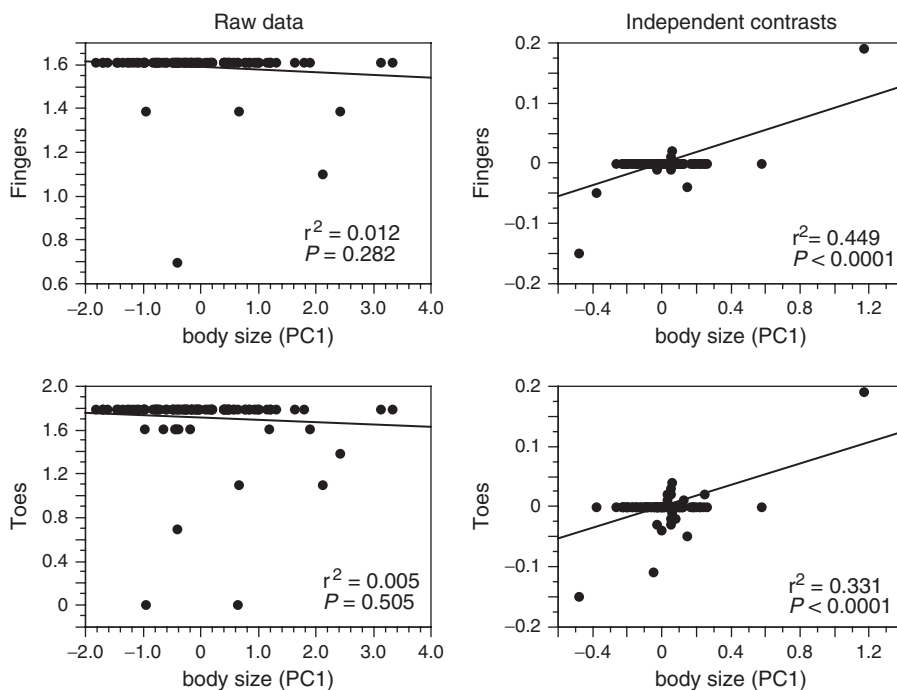 Raw data
Independent contrasts
Fingers
1.6
1.4
1.2
1.0
0.8
0.6
r² = 0.012
P = 0.282
−2.0 −1.0 0 1.0 2.0 3.0 4.0
body size (PC1)
Fingers
0.2
0.1
0
−0.1
−0.2
r² = 0.449
P < 0.0001
−0.4 0 0.4 0.8 1.2
body size (PC1)
Toes
2.0
1.6
1.2
0.8
0.4
0
r² = 0.005
P = 0.505
−2.0 −1.0 0 1.0 2.0 3.0 4.0
body size (PC1)
Toes
0.2
0.1
0
−0.1
−0.2
r² = 0.331
P < 0.0001
−0.4 0 0.4 0.8 1.2
body size (PC1)